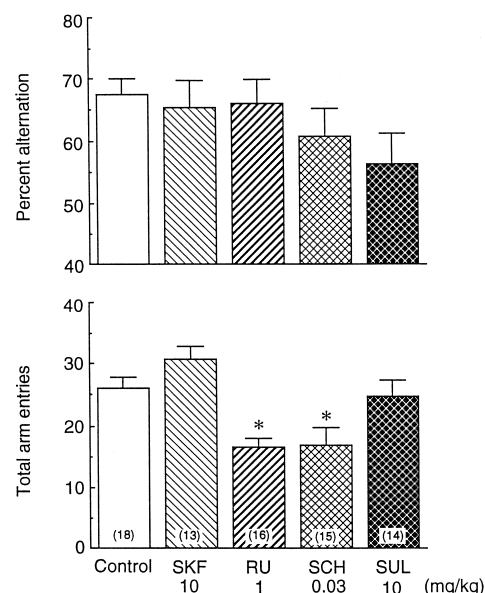 80
70
60
50
40
Percent alternation
40
30
20
10
0
Total arm entries
* *
(18) (13) (16) (15) (14)
Control SKF RU SCH SUL
10 1 0.03 10 (mg/kg)